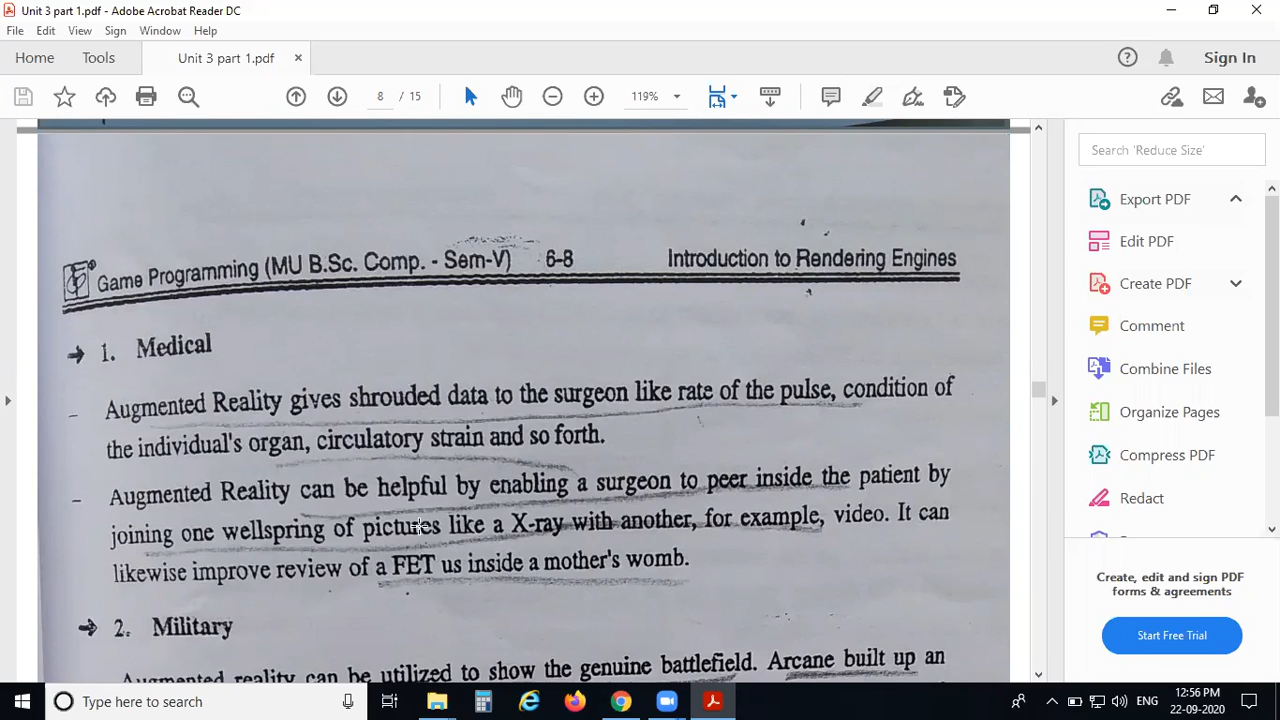 Unit 3 part 1.pdf - Adobe Acrobat Reader DC
File Edit View Sign Window Help
Home Tools Unit 3 part 1.pdf × Sign In
8 / 15 119%
Search 'Reduce Size'
Export PDF
Edit PDF
Create PDF
Comment
Combine Files
Organize Pages
Compress PDF
Redact
Create, edit and sign PDF
forms & agreements
Start Free Trial
Game Programming (MU B.Sc. Comp. - Sem-V) 6-8 Introduction to Rendering Engines
→ 1. Medical
– Augmented Reality gives shrouded data to the surgeon like rate of the pulse, condition of
the individual's organ, circulatory strain and so forth.
– Augmented Reality can be helpful by enabling a surgeon to peer inside the patient by
joining one wellspring of pictures like a X-ray with another, for example, video. It can
likewise improve review of a FET us inside a mother's womb.
→ 2. Military
Augmented reality can be utilized to show the genuine battlefield. Arcane built up an
Type here to search
ENG
12:56 PM
22-09-2020